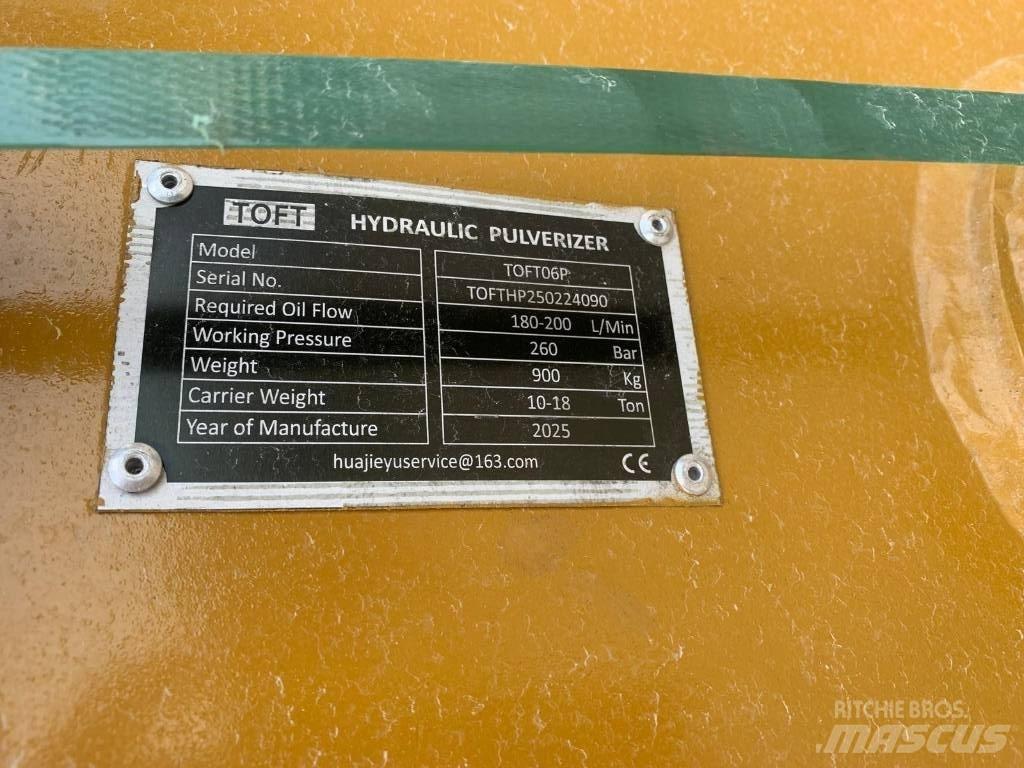 TOFT HYDRAULIC PULVERIZER
Model TOFT06P
Serial No. TOFTHP250224090
Required Oil Flow 180-200 L/Min
Working Pressure 260 Bar
Weight 900 Kg
Carrier Weight 10-18 Ton
Year of Manufacture 2025
huajieyuservice@163.com CE
RITCHIE BROS.
MASCUS